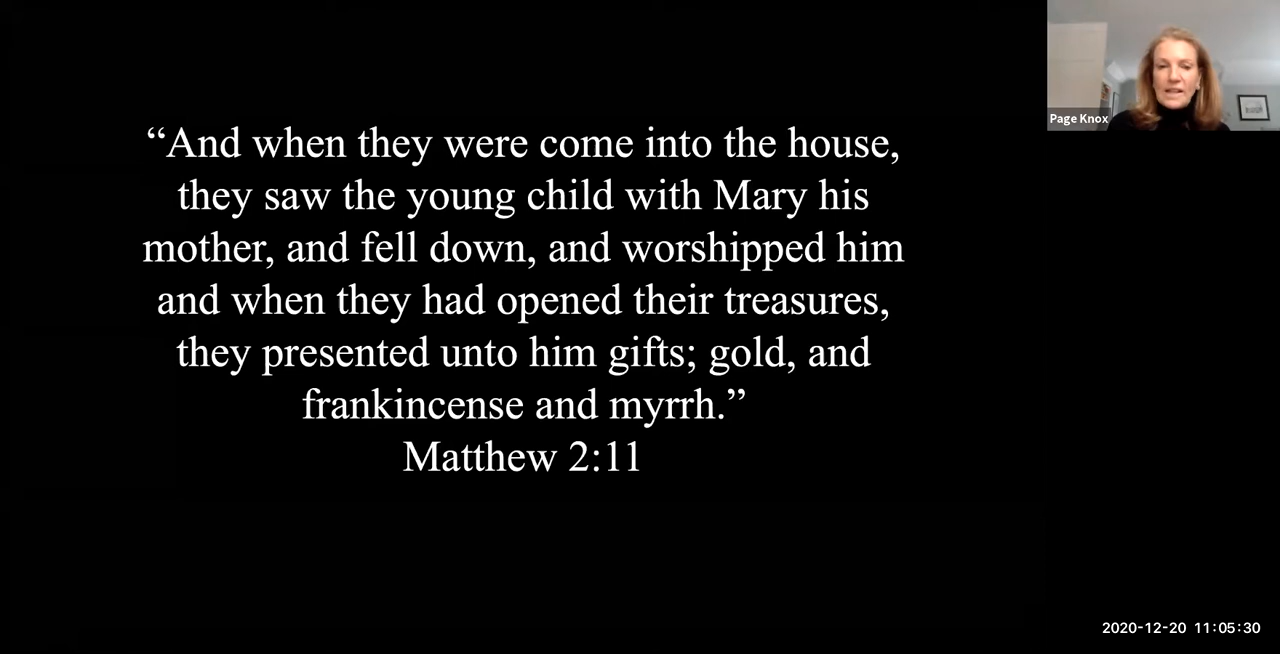 “And when they were come into the house,
they saw the young child with Mary his
mother, and fell down, and worshipped him
and when they had opened their treasures,
they presented unto him gifts; gold, and
frankincense and myrrh.”
Matthew 2:11
Page Knox
2020-12-20 11:05:30